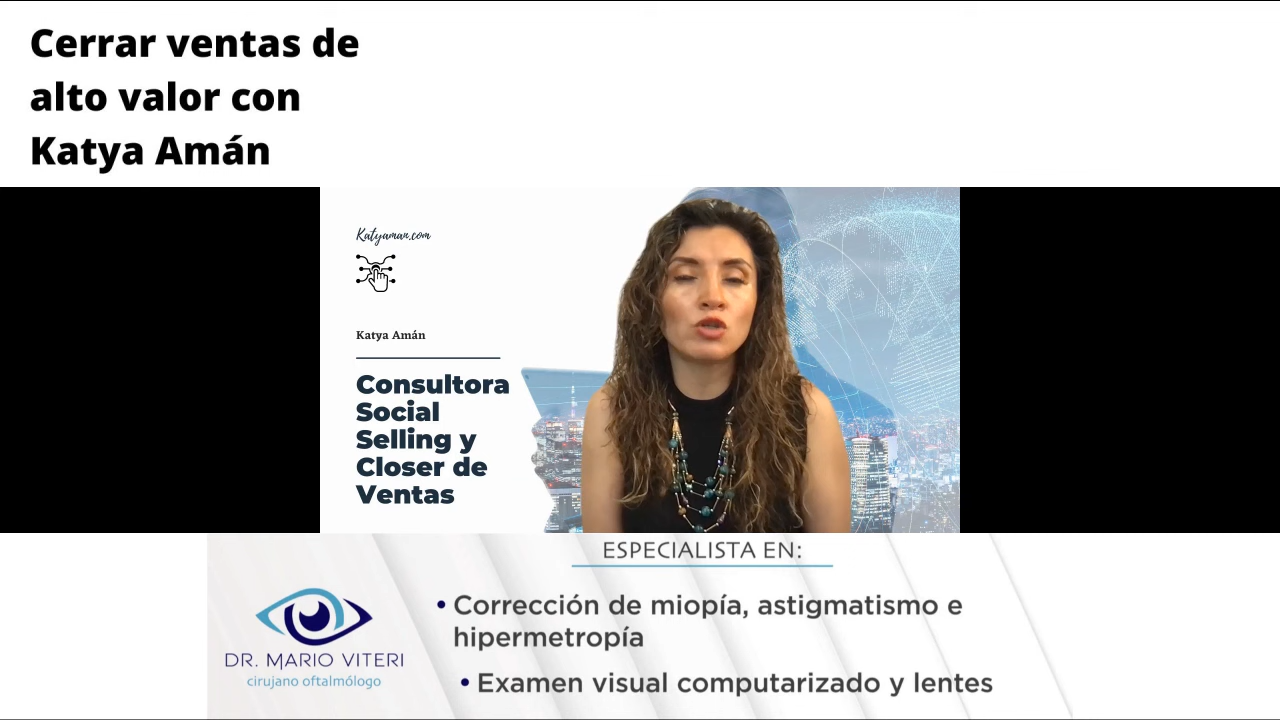 Cerrar ventas de
alto valor con
Katya Amán
Katyaman.com
Katya Amán
Consultora
Social
Selling y
Closer de
Ventas
ESPECIALISTA EN:
• Corrección de miopía, astigmatismo e
hipermetropía
• Examen visual computarizado y lentes
DR. MARIO VITERI
cirujano oftalmólogo